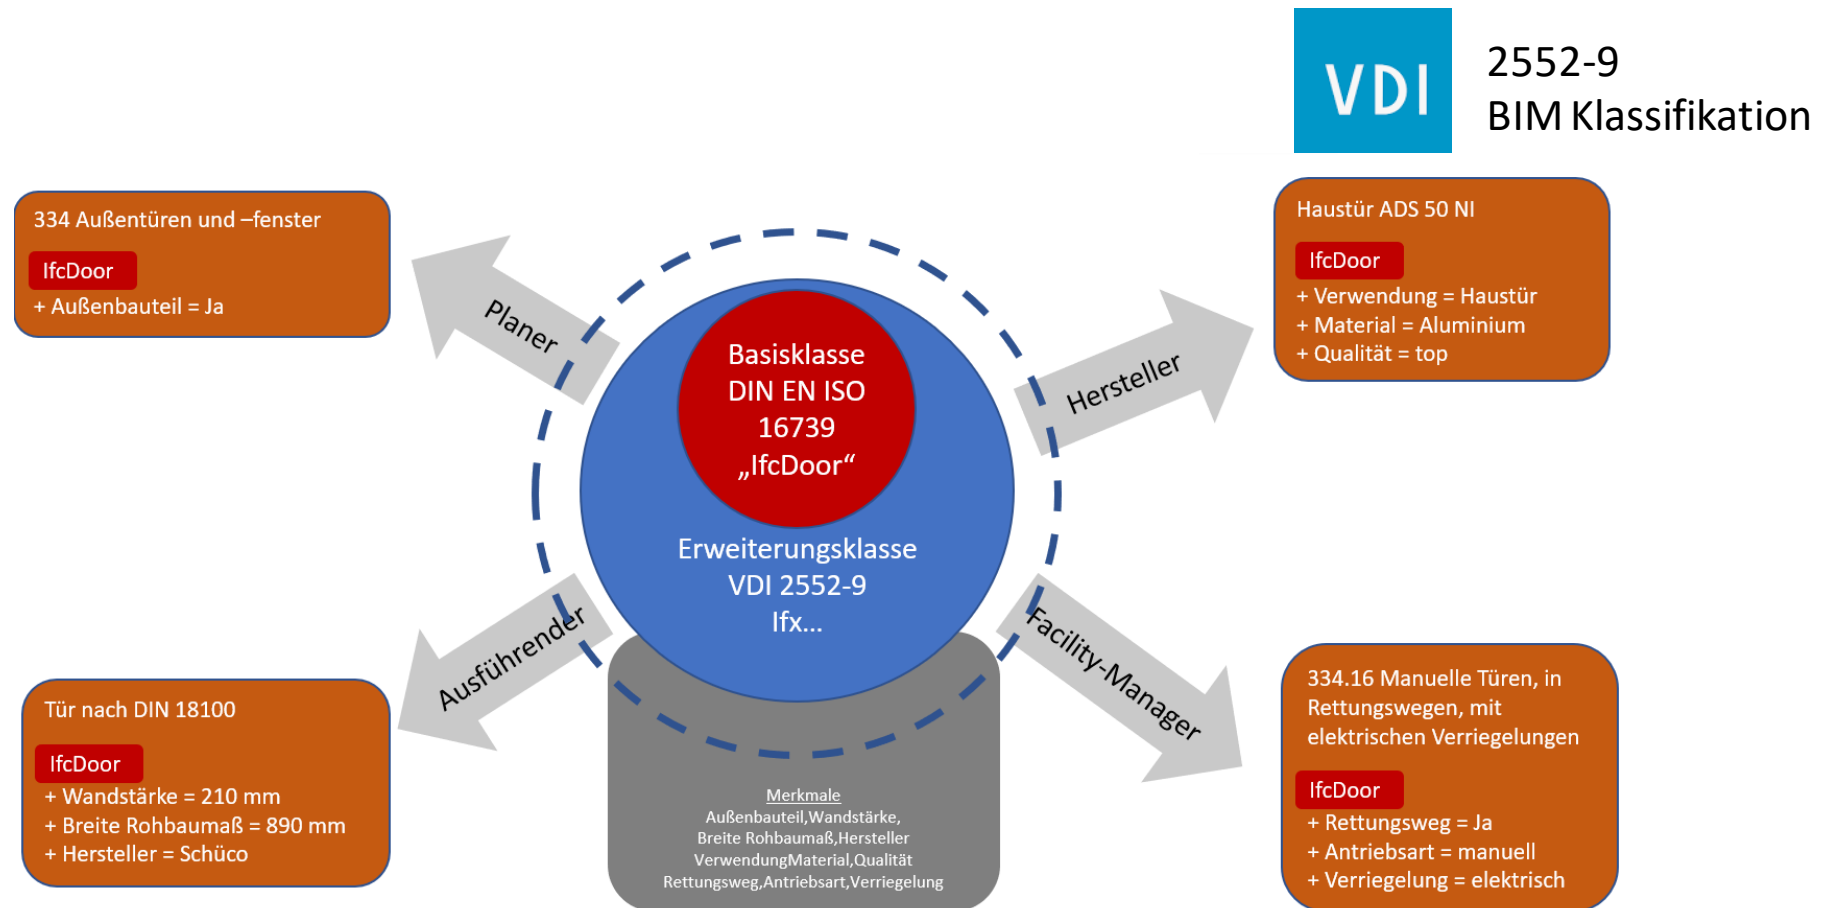 VDI
2552-9
BIM Klassifikation
334 Außentüren und –fenster
IfcDoor
+ Außenbauteil = Ja
Planer
Haustür ADS 50 NI
IfcDoor
+ Verwendung = Haustür
+ Material = Aluminium
+ Qualität = top
Hersteller
Basisklasse
DIN EN ISO
16739
„IfcDoor“
Erweiterungsklasse
VDI 2552-9
Ifx...
Ausführender
Tür nach DIN 18100
IfcDoor
+ Wandstärke = 210 mm
+ Breite Rohbaumaß = 890 mm
+ Hersteller = Schüco
Facility-Manager
334.16 Manuelle Türen, in
Rettungswegen, mit
elektrischen Verriegelungen
IfcDoor
+ Rettungsweg = Ja
+ Antriebsart = manuell
+ Verriegelung = elektrisch
Merkmale
Außenbauteil,Wandstärke,
Breite Rohbaumaß,Hersteller
VerwendungMaterial,Qualität
Rettungsweg,Antriebsart,Verriegelung